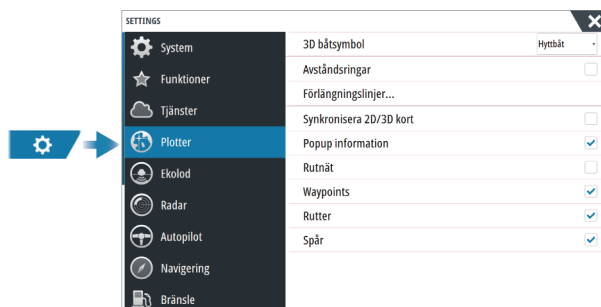 SETTINGS
System
Funktioner
Tjänster
Plotter
Ekolod
Radar
Autopilot
Navigering
Bränsle
3D båtsymbol Hyttbåt
Avståndsringar
Förlängningslinjer...
Synkronisera 2D/3D kort
Popup information
Rutnät
Waypoints
Rutter
Spår